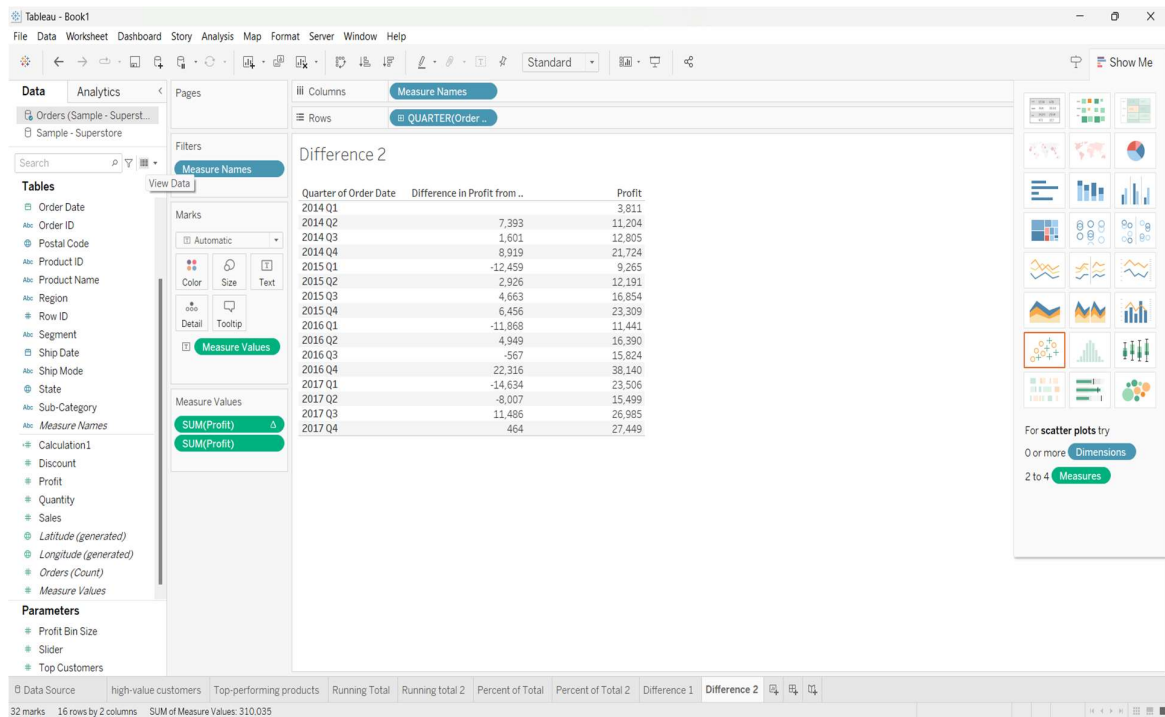 Tableau - Book1
File Data Worksheet Dashboard Story Analysis Map Format Server Window Help
Standard
Show Me
Data Analytics
Orders (Sample - Superst...
Sample - Superstore
Search
View Data
Tables
Order Date
Abc Order ID
Postal Code
Abc Product ID
Abc Product Name
Abc Region
# Row ID
Abc Segment
Ship Date
Abc Ship Mode
State
Abc Sub-Category
Abc Measure Names
=# Calculation1
# Discount
# Profit
# Quantity
# Sales
Latitude (generated)
Longitude (generated)
# Orders (Count)
# Measure Values
Parameters
# Profit Bin Size
# Slider
# Top Customers
Pages
Filters
Measure Names
Marks
Automatic
Color Size Text
Detail Tooltip
Measure Values
Measure Values
SUM(Profit) Δ
SUM(Profit)
Columns Measure Names
Rows QUARTER(Order ..
Difference 2
Quarter of Order Date Difference in Profit from .. Profit
2014 Q1 3,811
2014 Q2 7,393 11,204
2014 Q3 1,601 12,805
2014 Q4 8,919 21,724
2015 Q1 -12,459 9,265
2015 Q2 2,926 12,191
2015 Q3 4,663 16,854
2015 Q4 6,456 23,309
2016 Q1 -11,868 11,441
2016 Q2 4,949 16,390
2016 Q3 -567 15,824
2016 Q4 22,316 38,140
2017 Q1 -14,634 23,506
2017 Q2 -8,007 15,499
2017 Q3 11,486 26,985
2017 Q4 464 27,449
For scatter plots try
0 or more Dimensions
2 to 4 Measures
Data Source high-value customers Top-performing products Running Total Running total 2 Percent of Total Percent of Total 2 Difference 1 Difference 2
32 marks 16 rows by 2 columns SUM of Measure Values: 310,035